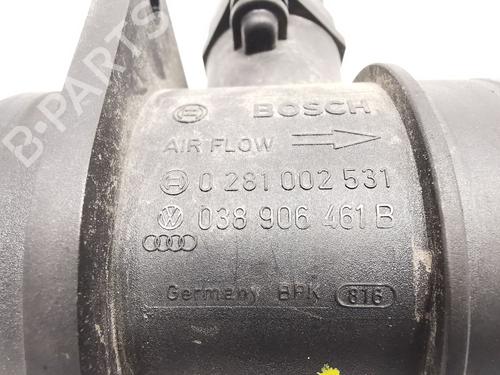 BOSCH
AIR FLOW
0 281 002 531
038 906 461 B
Germany BPK 816
B-PARTS